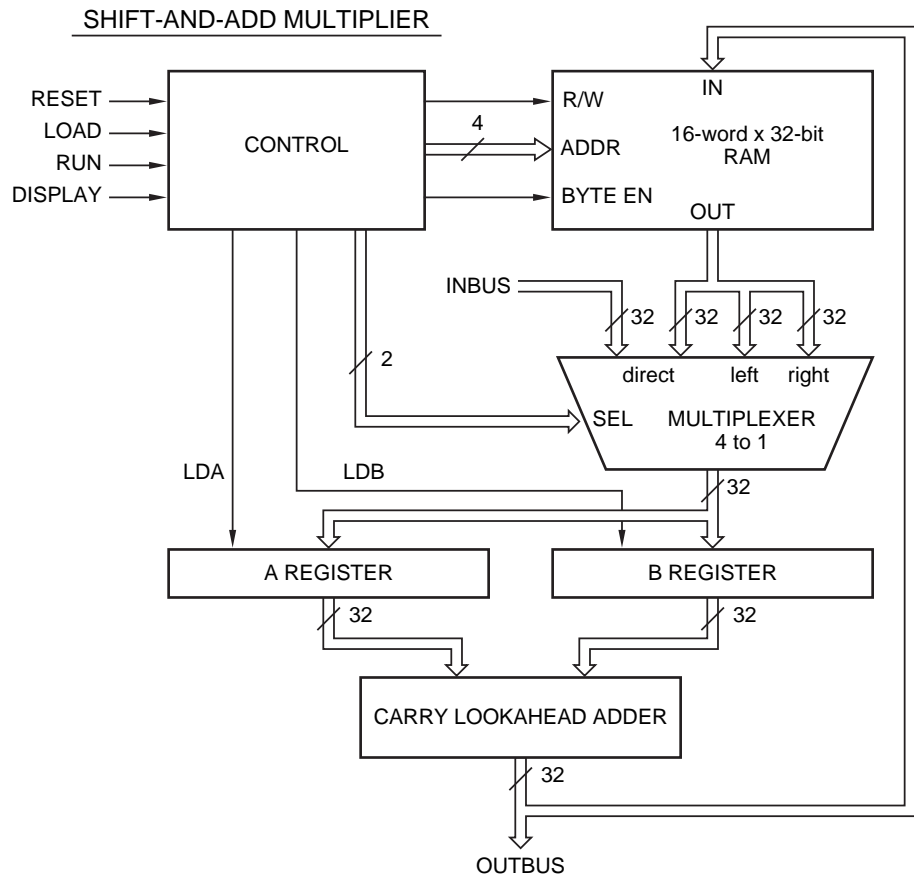 SHIFT-AND-ADD MULTIPLIER
RESET
LOAD
RUN
DISPLAY
CONTROL
4
R/W
ADDR
BYTE EN
IN
16-word x 32-bit
RAM
OUT
INBUS
32
32
32
32
2
direct
left
right
SEL
MULTIPLEXER
4 to 1
32
LDA
LDB
A REGISTER
B REGISTER
32
32
CARRY LOOKAHEAD ADDER
32
OUTBUS